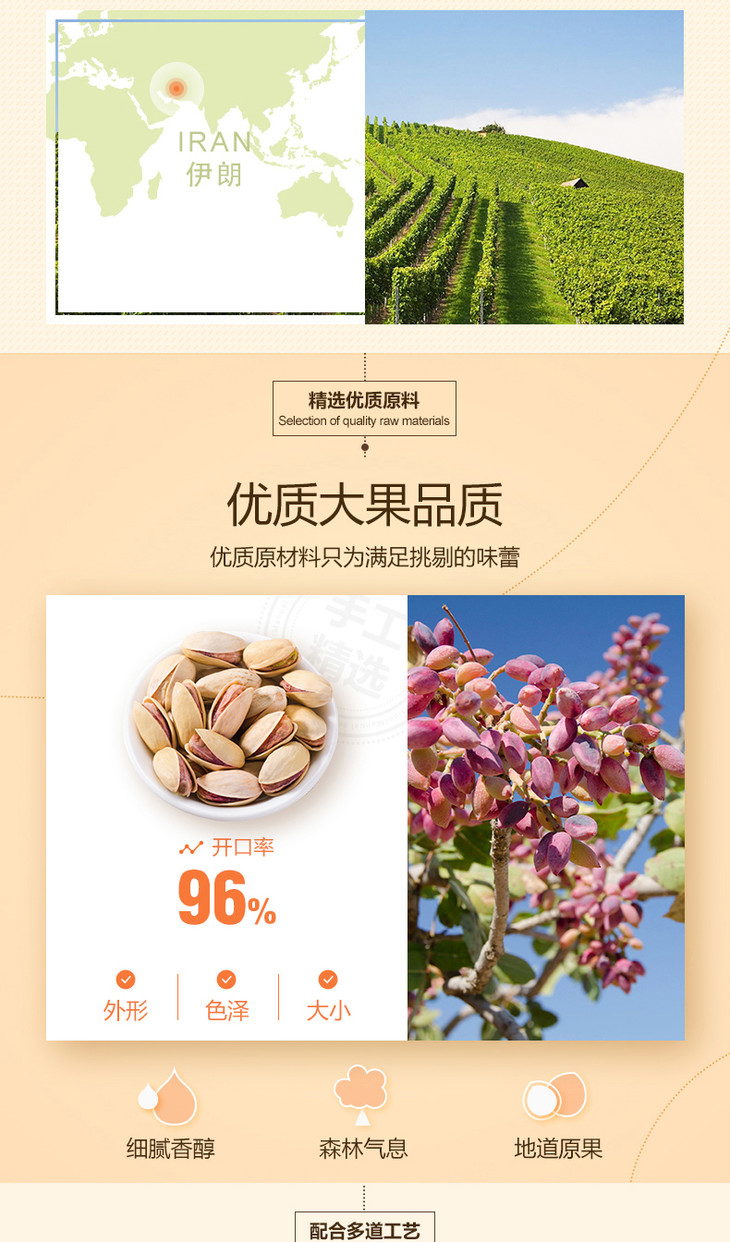 IRAN
伊朗
精选优质原料
Selection of quality raw materials
优质大果品质
优质原材料只为满足挑剔的味蕾
手工
精选
开口率
96%
外形
色泽
大小
细腻香醇
森林气息
地道原果
配合多道工艺